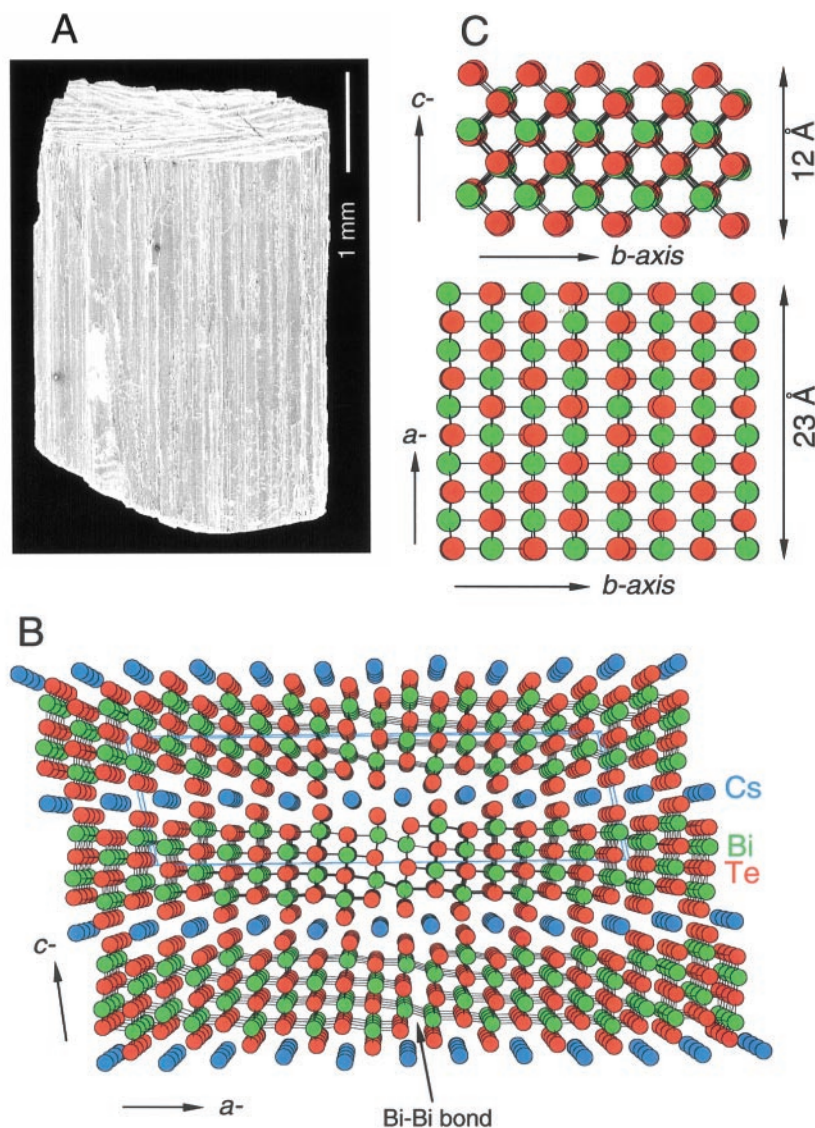 A
1 mm
C
c-
12 Å
b-axis
a-
23 Å
b-axis
B
Cs
Bi
Te
c-
a-
Bi-Bi bond